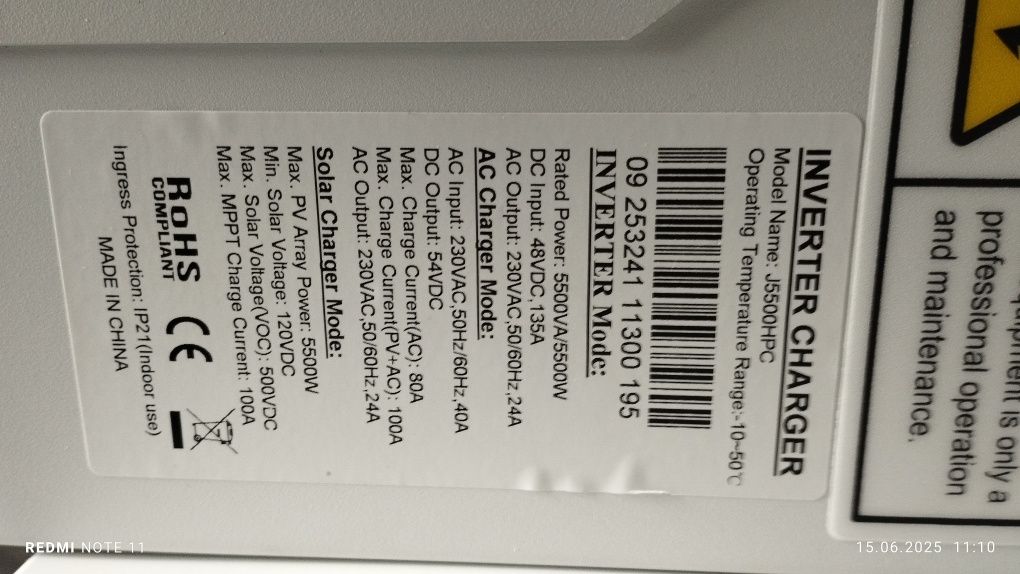 INVERTER CHARGER
Model Name: J5500HPC
Operating Temperature Range:-10~50℃
09 253241 11300 195
INVERTER Mode:
Rated Power: 5500VA/5500W
DC Input: 48VDC,135A
AC Output: 230VAC,50/60Hz,24A
AC Charger Mode:
AC Input: 230VAC,50Hz/60Hz,40A
DC Output: 54VDC
Max. Charge Current(AC): 80A
Max. Charge Current(PV+AC): 100A
AC Output: 230VAC,50/60Hz,24A
Solar Charger Mode:
Max. PV Array Power: 5500W
Min. Solar Voltage: 120VDC
Max. Solar Voltage(VOC): 500VDC
Max. MPPT Charge Current: 100A
RoHS
COMPLIANT
CE
Ingress Protection: IP21(Indoor use)
MADE IN CHINA
is only a
professional operation
and maintenance.
REDMI NOTE 11
15.06.2025 11:10